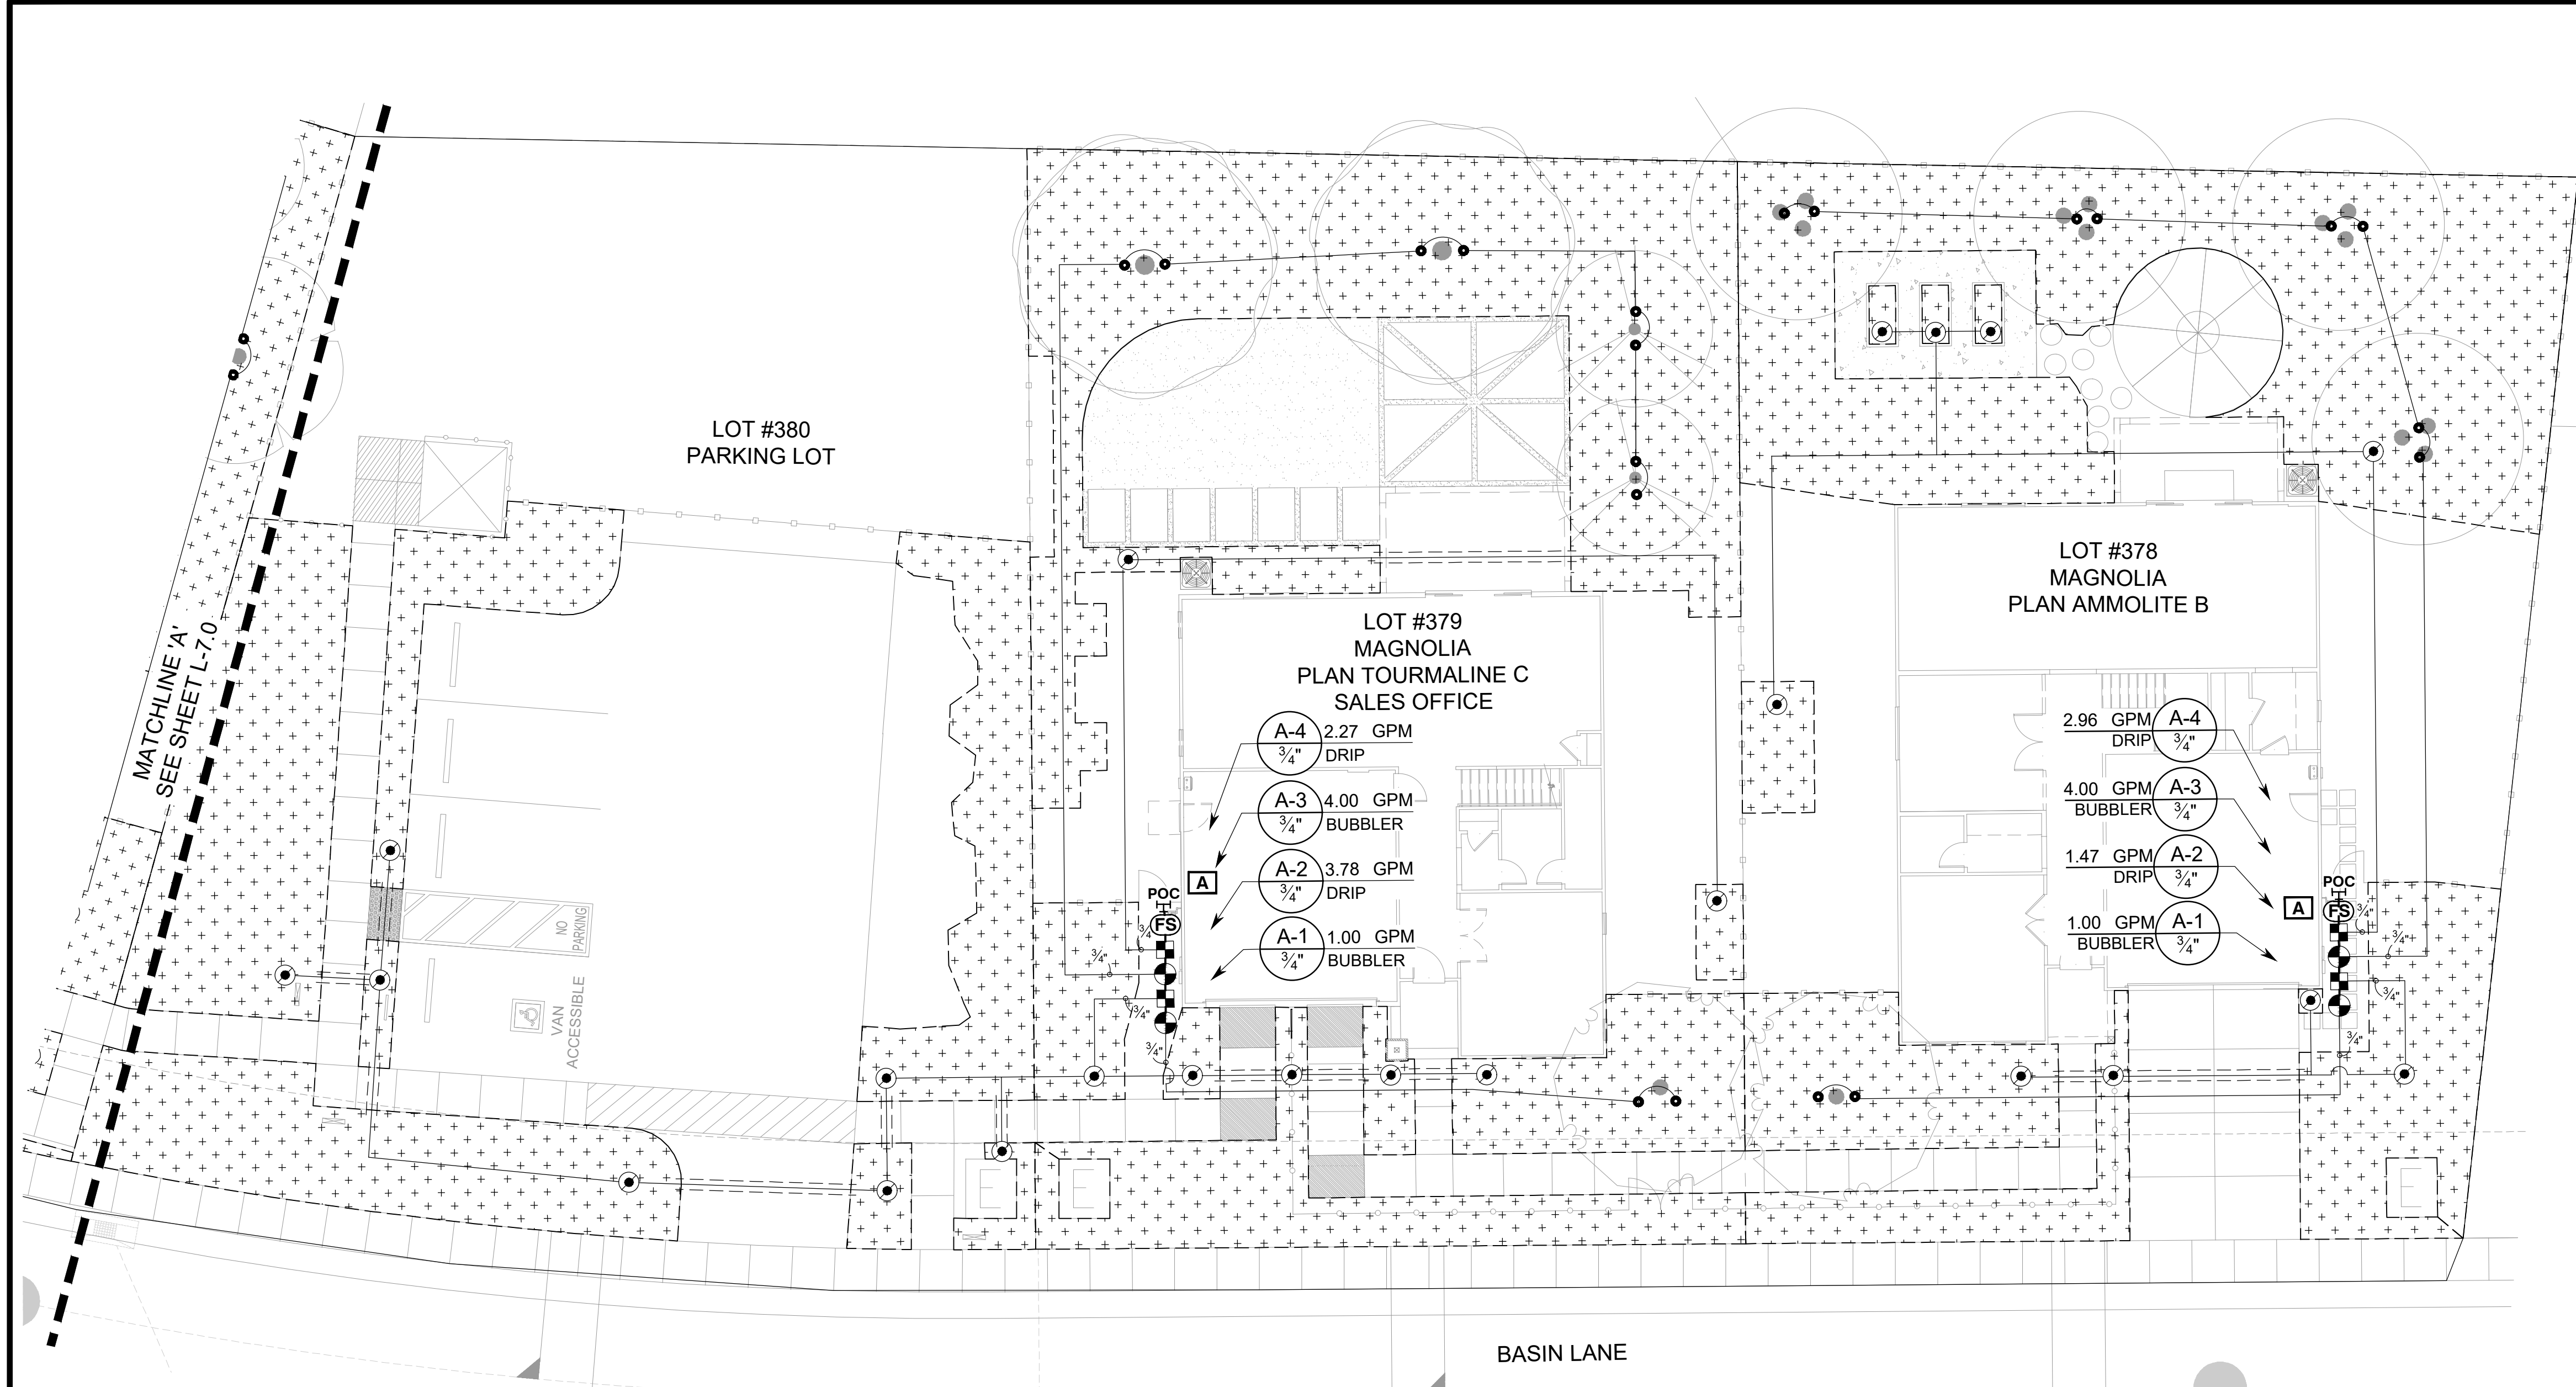 LOT #380
PARKING LOT
MATCHLINE 'A'
SEE SHEET L-7.0
LOT #379
MAGNOLIA
PLAN TOURMALINE C
SALES OFFICE
A-4 2.27 GPM
¾" DRIP
A-3 4.00 GPM
¾" BUBBLER
A-2 3.78 GPM
¾" DRIP
A-1 1.00 GPM
¾" BUBBLER
A
POC
FS
¾"
¾"
¾"
¾"
LOT #378
MAGNOLIA
PLAN AMMOLITE B
2.96 GPM A-4
DRIP ¾"
4.00 GPM A-3
BUBBLER ¾"
1.47 GPM A-2
DRIP ¾"
1.00 GPM A-1
BUBBLER ¾"
A
POC
FS
¾"
¾"
¾"
¾"
NO
PARKING
VAN
ACCESSIBLE
E
E
E
BASIN LANE